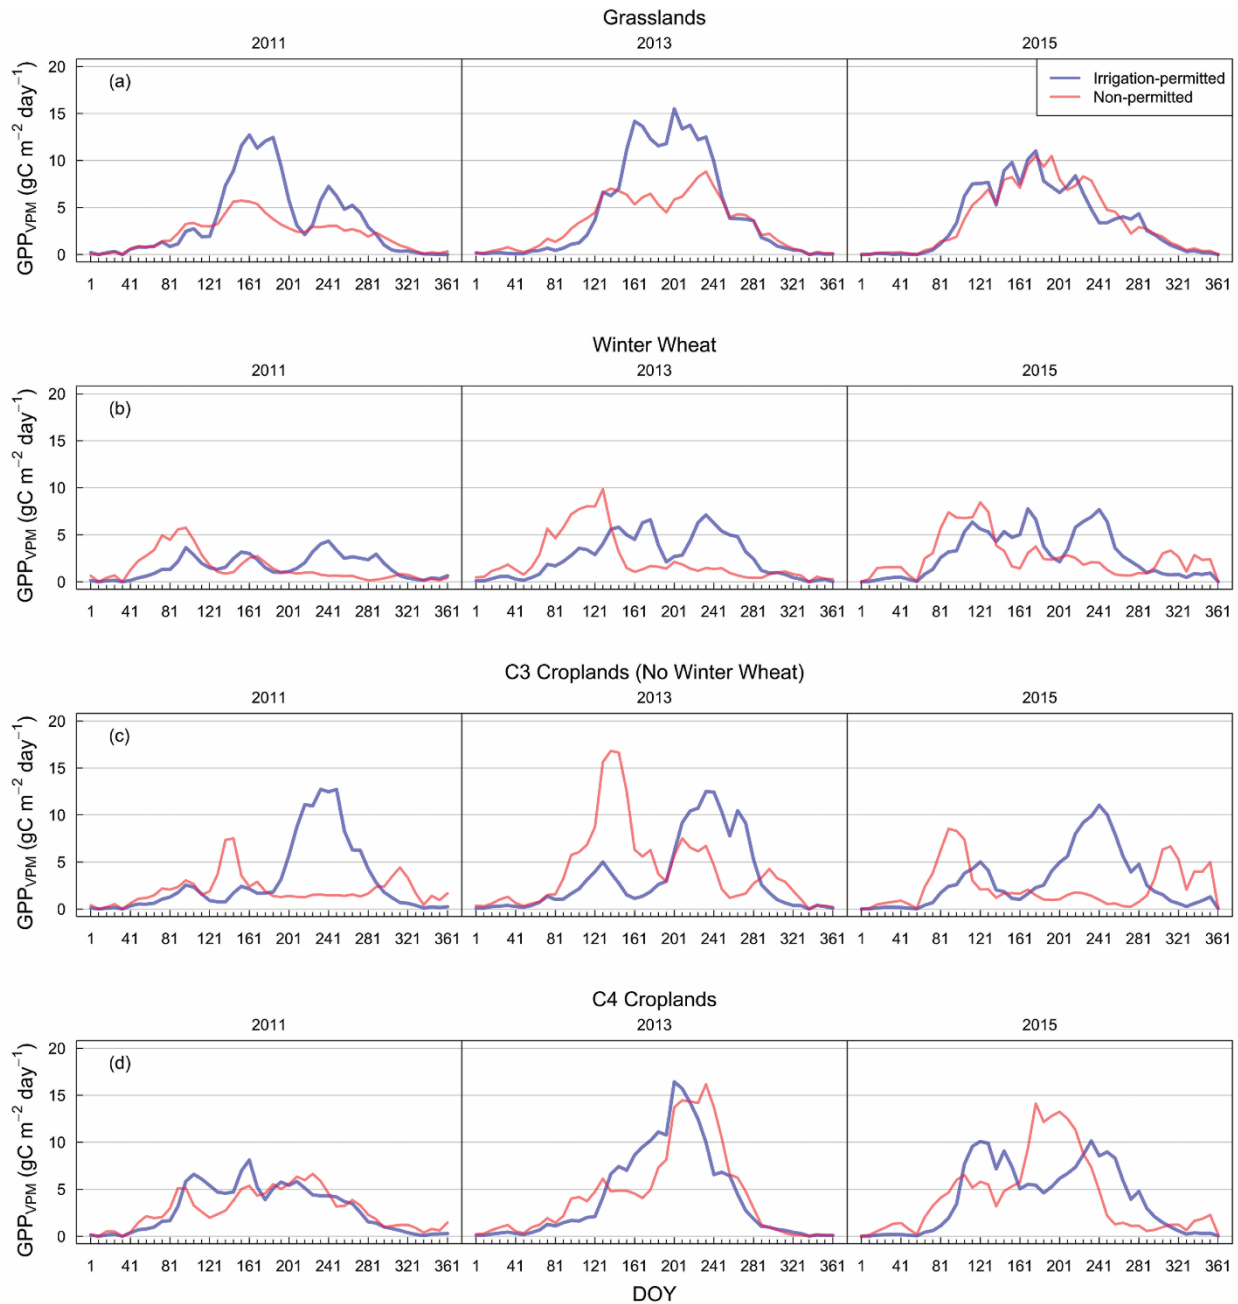 Grasslands
2011 2013 2015
(a)
Irrigation-permitted
Non-permitted
GPP_VPM (gC m⁻² day⁻¹)
20
15
10
5
0
1 41 81 121 161 201 241 281 321 361 1 41 81 121 161 201 241 281 321 361 1 41 81 121 161 201 241 281 321 361
Winter Wheat
2011 2013 2015
(b)
GPP_VPM (gC m⁻² day⁻¹)
20
15
10
5
0
1 41 81 121 161 201 241 281 321 361 1 41 81 121 161 201 241 281 321 361 1 41 81 121 161 201 241 281 321 361
C3 Croplands (No Winter Wheat)
2011 2013 2015
(c)
GPP_VPM (gC m⁻² day⁻¹)
20
15
10
5
0
1 41 81 121 161 201 241 281 321 361 1 41 81 121 161 201 241 281 321 361 1 41 81 121 161 201 241 281 321 361
C4 Croplands
2011 2013 2015
(d)
GPP_VPM (gC m⁻² day⁻¹)
20
15
10
5
0
1 41 81 121 161 201 241 281 321 361 1 41 81 121 161 201 241 281 321 361 1 41 81 121 161 201 241 281 321 361
DOY